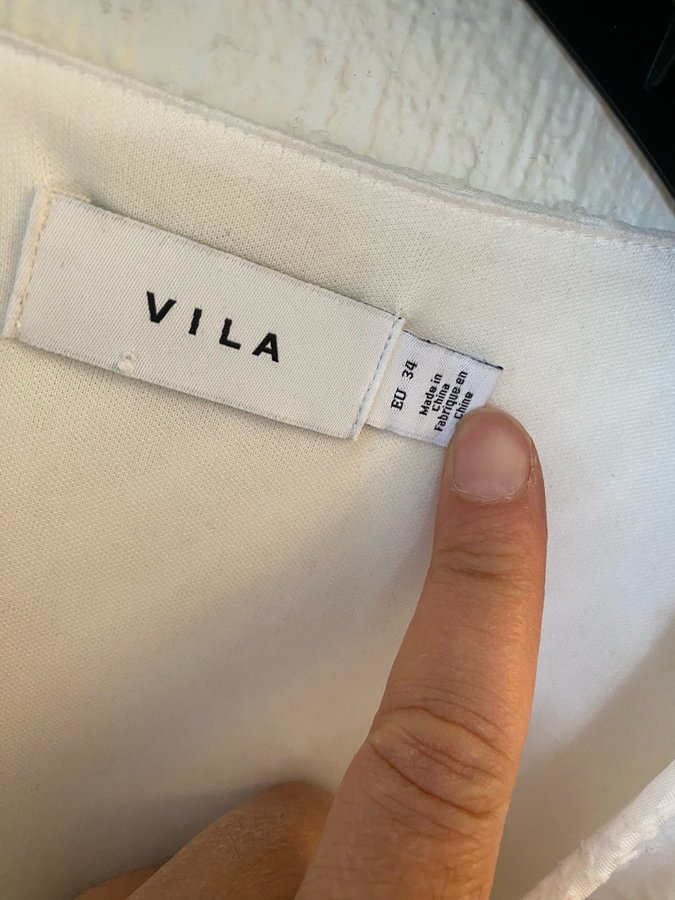 VILA
EU 34
Made in
China
Fabriqué en
Chine